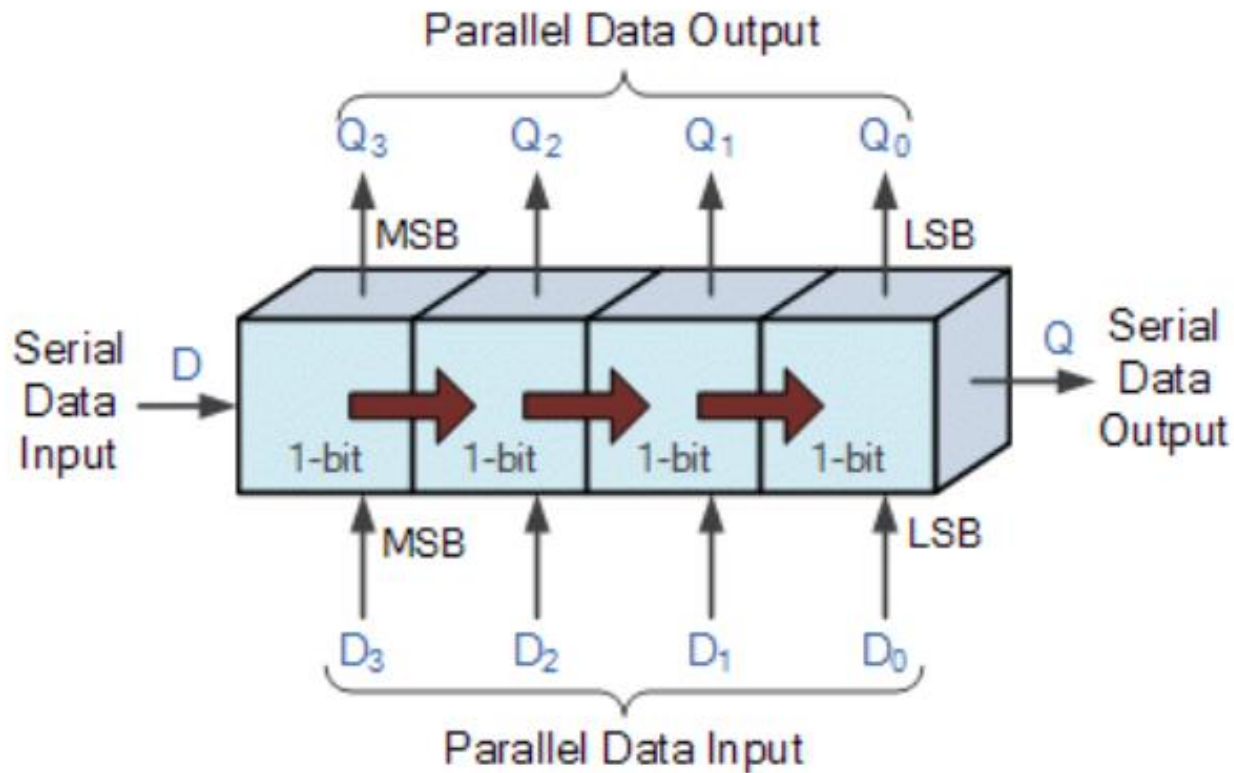 Parallel Data Output
Q3 Q2 Q1 Q0
MSB LSB
Serial
Data
Input
D
Q
Serial
Data
Output
1-bit 1-bit 1-bit 1-bit
MSB LSB
D3 D2 D1 D0
Parallel Data Input